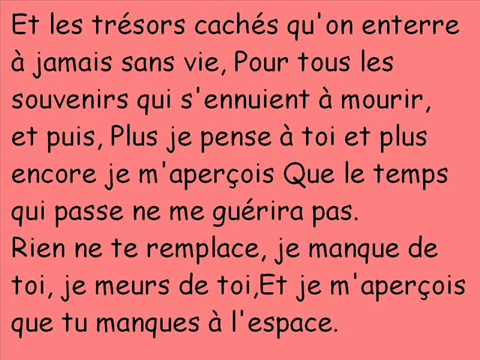 Et les trésors cachés qu'on enterre
à jamais sans vie, Pour tous les
souvenirs qui s'ennuient à mourir,
et puis, Plus je pense à toi et plus
encore je m'aperçois Que le temps
qui passe ne me guérira pas.
Rien ne te remplace, je manque de
toi, je meurs de toi,Et je m'aperçois
que tu manques à l'espace.